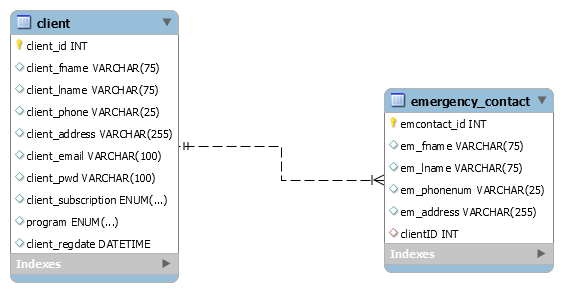 client
client_id INT
client_fname VARCHAR(75)
client_lname VARCHAR(75)
client_phone VARCHAR(25)
client_address VARCHAR(255)
client_email VARCHAR(100)
client_pwd VARCHAR(100)
client_subscription ENUM(...)
program ENUM(...)
client_regdate DATETIME
Indexes
emergency_contact
emcontact_id INT
em_fname VARCHAR(75)
em_lname VARCHAR(75)
em_phonenum VARCHAR(25)
em_address VARCHAR(255)
clientID INT
Indexes